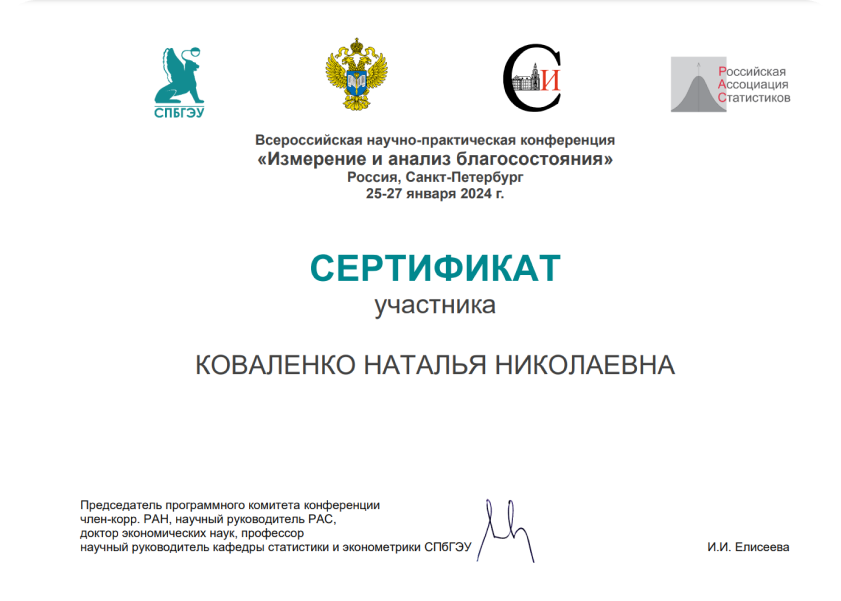 СПБГЭУ
СИ
Российская
Ассоциация
Статистиков
Всероссийская научно-практическая конференция
«Измерение и анализ благосостояния»
Россия, Санкт-Петербург
25-27 января 2024 г.
СЕРТИФИКАТ
участника
КОВАЛЕНКО НАТАЛЬЯ НИКОЛАЕВНА
Председатель программного комитета конференции
член-корр. РАН, научный руководитель РАС,
доктор экономических наук, профессор
научный руководитель кафедры статистики и эконометрики СПбГЭУ
И.И. Елисеева